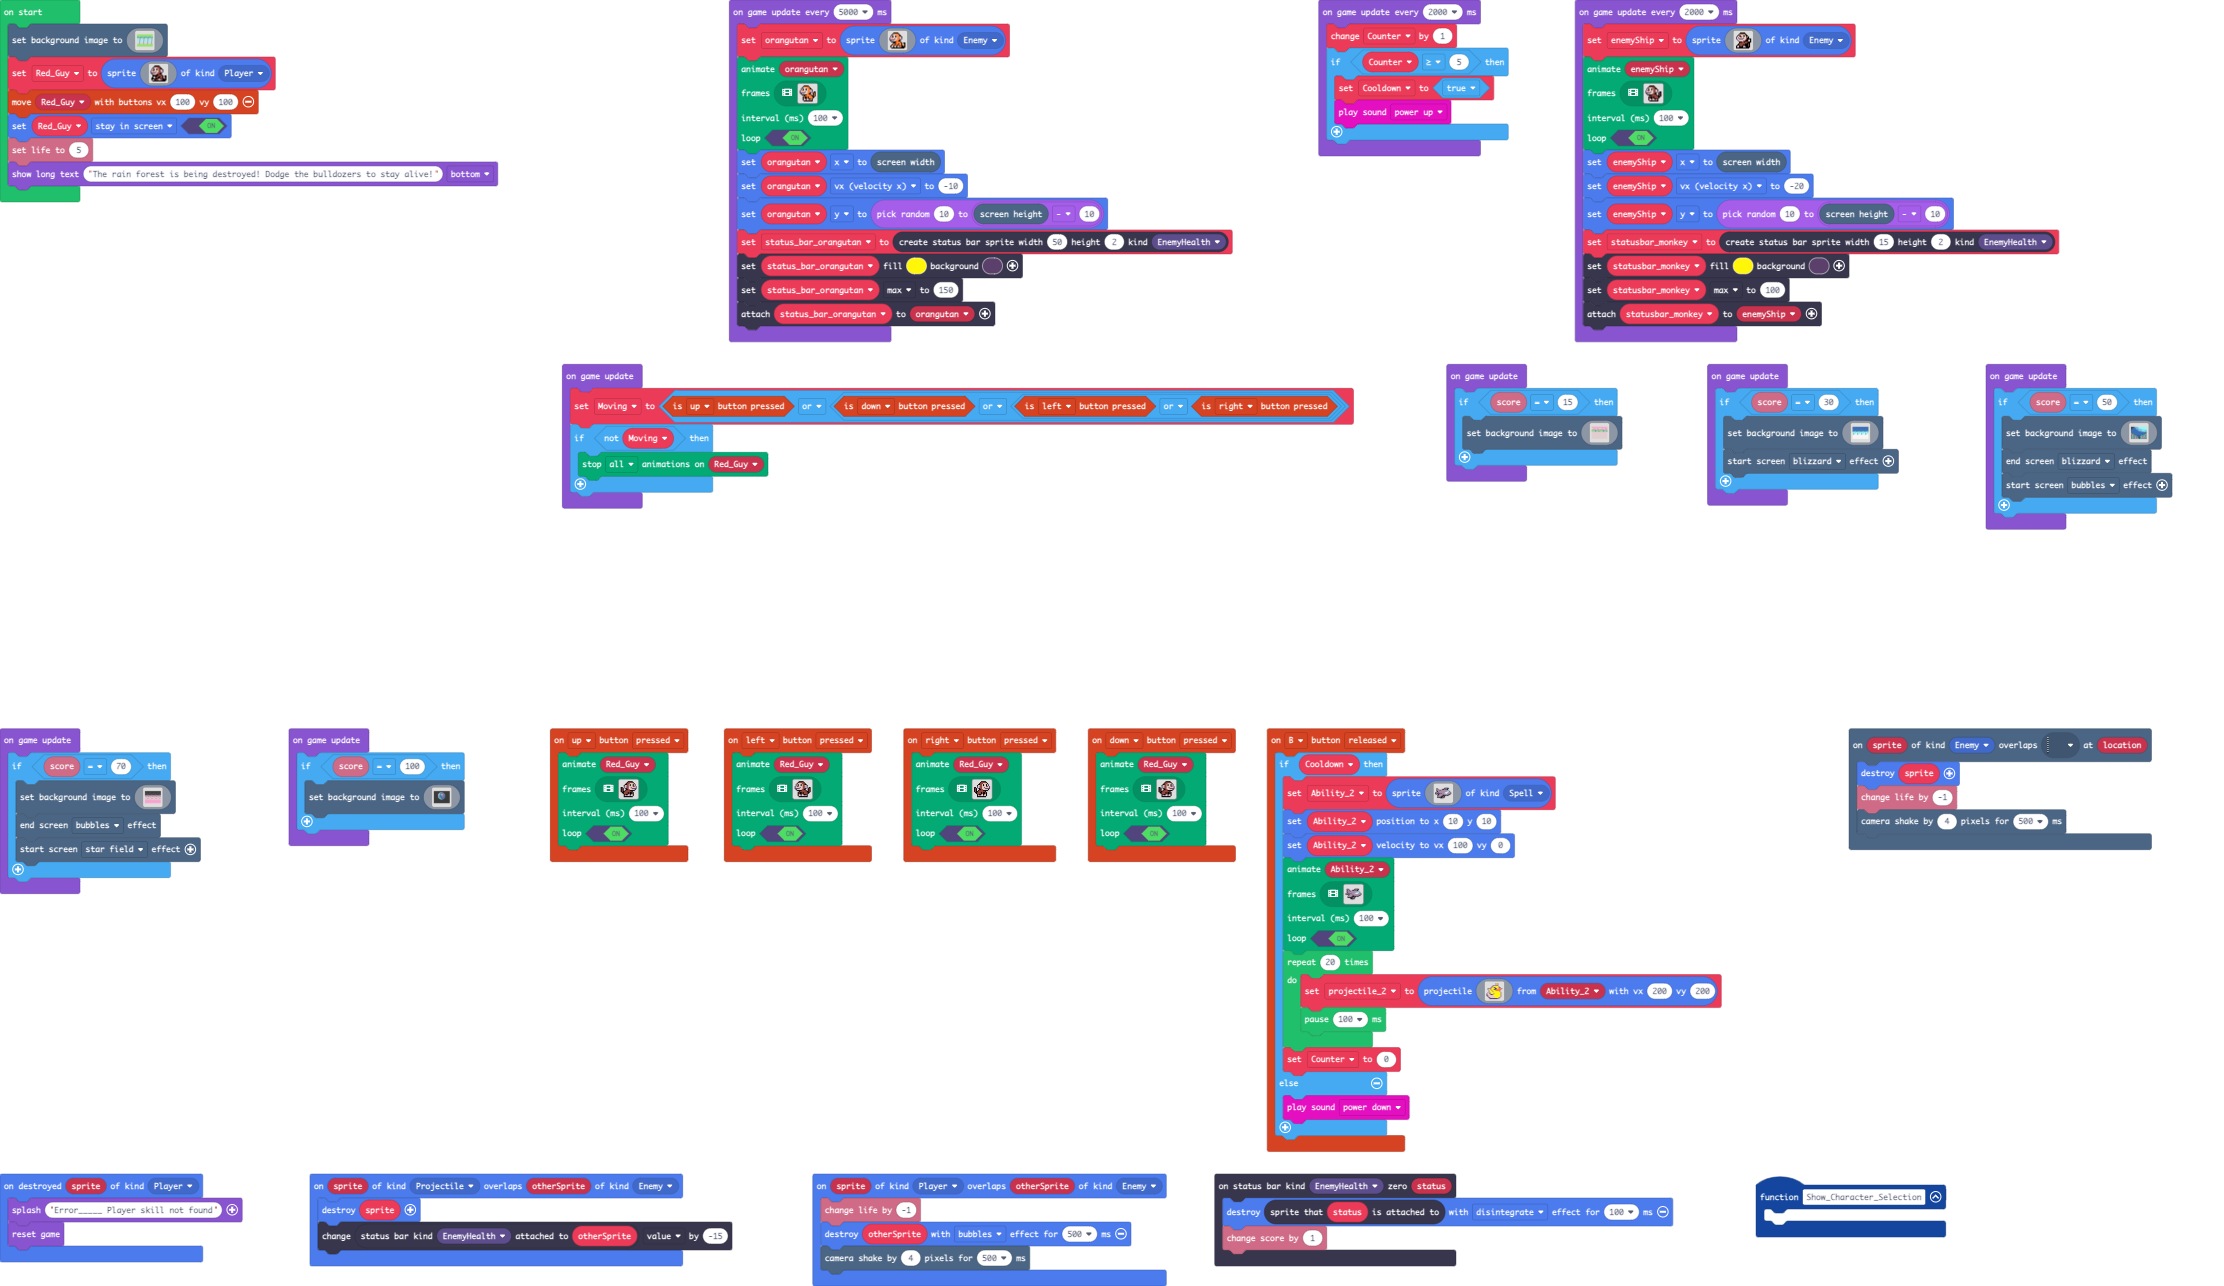 on start
set background image to
set Red_Guy to sprite of kind Player
move Red_Guy with buttons vx 100 vy 100
set Red_Guy stay in screen ON
set life to 5
show long text "The rain forest is being destroyed! Dodge the bulldozers to stay alive!" bottom
on game update every 5000 ms
set orangutan to sprite of kind Enemy
animate orangutan
frames
interval (ms) 100
loop ON
set orangutan x to screen width
set orangutan vx (velocity x) to -10
set orangutan y to pick random 10 to screen height - 10
set status_bar_orangutan to create status bar sprite width 50 height 2 kind EnemyHealth
set status_bar_orangutan fill background
set status_bar_orangutan max to 150
attach status_bar_orangutan to orangutan
on game update every 2000 ms
change Counter by 1
if Counter ≥ 5 then
set Cooldown to true
play sound power up
on game update every 2000 ms
set enemyShip to sprite of kind Enemy
animate enemyShip
frames
interval (ms) 100
loop ON
set enemyShip x to screen width
set enemyShip vx (velocity x) to -20
set enemyShip y to pick random 10 to screen height - 10
set statusbar_monkey to create status bar sprite width 15 height 2 kind EnemyHealth
set statusbar_monkey fill background
set statusbar_monkey max to 100
attach statusbar_monkey to enemyShip
on game update
set Moving to is up button pressed or is down button pressed or is left button pressed or is right button pressed
if not Moving then
stop all animations on Red_Guy
on game update
if score = 15 then
set background image to
on game update
if score = 30 then
set background image to
start screen blizzard effect
on game update
if score = 50 then
set background image to
end screen blizzard effect
start screen bubbles effect
on game update
if score = 70 then
set background image to
end screen bubbles effect
start screen star field effect
on game update
if score = 100 then
set background image to
on up button pressed
animate Red_Guy
frames
interval (ms) 100
loop ON
on left button pressed
animate Red_Guy
frames
interval (ms) 100
loop ON
on right button pressed
animate Red_Guy
frames
interval (ms) 100
loop ON
on down button pressed
animate Red_Guy
frames
interval (ms) 100
loop ON
on B button released
if Cooldown then
set Ability_2 to sprite of kind Spell
set Ability_2 position to x 10 y 10
set Ability_2 velocity to vx 100 vy 0
animate Ability_2
frames
interval (ms) 100
loop ON
repeat 20 times
do
set projectile_2 to projectile from Ability_2 with vx 200 vy 200
pause 100 ms
set Counter to 0
else
play sound power down
on sprite of kind Enemy overlaps at location
destroy sprite
change life by -1
camera shake by 4 pixels for 500 ms
on destroyed sprite of kind Player
splash "Error_____ Player skill not found"
reset game
on sprite of kind Projectile overlaps otherSprite of kind Enemy
destroy sprite
change status bar kind EnemyHealth attached to otherSprite value by -15
on sprite of kind Player overlaps otherSprite of kind Enemy
change life by -1
destroy otherSprite with bubbles effect for 500 ms
camera shake by 4 pixels for 500 ms
on status bar kind EnemyHealth zero status
destroy sprite that status is attached to with disintegrate effect for 100 ms
change score by 1
function Show_Character_Selection